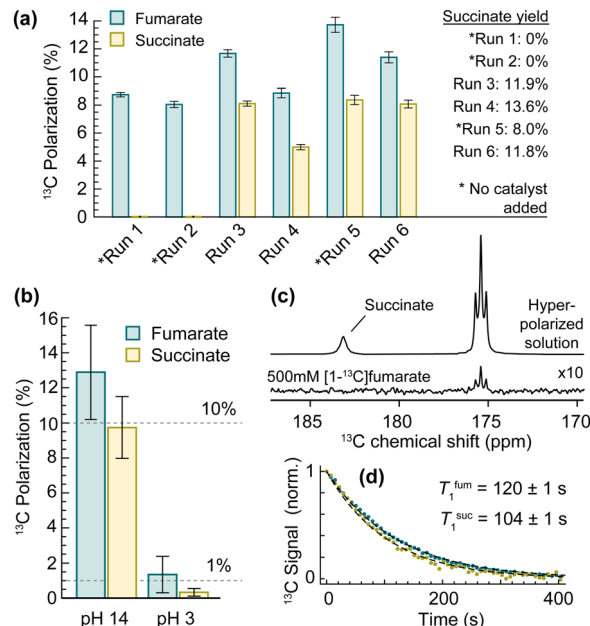 (a)
Fumarate
Succinate
¹³C Polarization (%)
14
12
10
8
6
4
2
0
*Run 1
*Run 2
Run 3
Run 4
*Run 5
Run 6
Succinate yield
*Run 1: 0%
*Run 2: 0%
Run 3: 11.9%
Run 4: 13.6%
*Run 5: 8.0%
Run 6: 11.8%
* No catalyst
added
(b)
Fumarate
Succinate
¹³C Polarization (%)
16
14
12
10
8
6
4
2
0
10%
1%
pH 14
pH 3
(c)
Succinate
Hyper-
polarized
solution
500mM [1-¹³C]fumarate
x10
185
180
175
170
¹³C chemical shift (ppm)
(d)
T₁ᶠᵘᵐ = 120 ± 1 s
T₁ˢᵘᶜ = 104 ± 1 s
¹³C Signal (norm.)
1
0
0
200
400
Time (s)